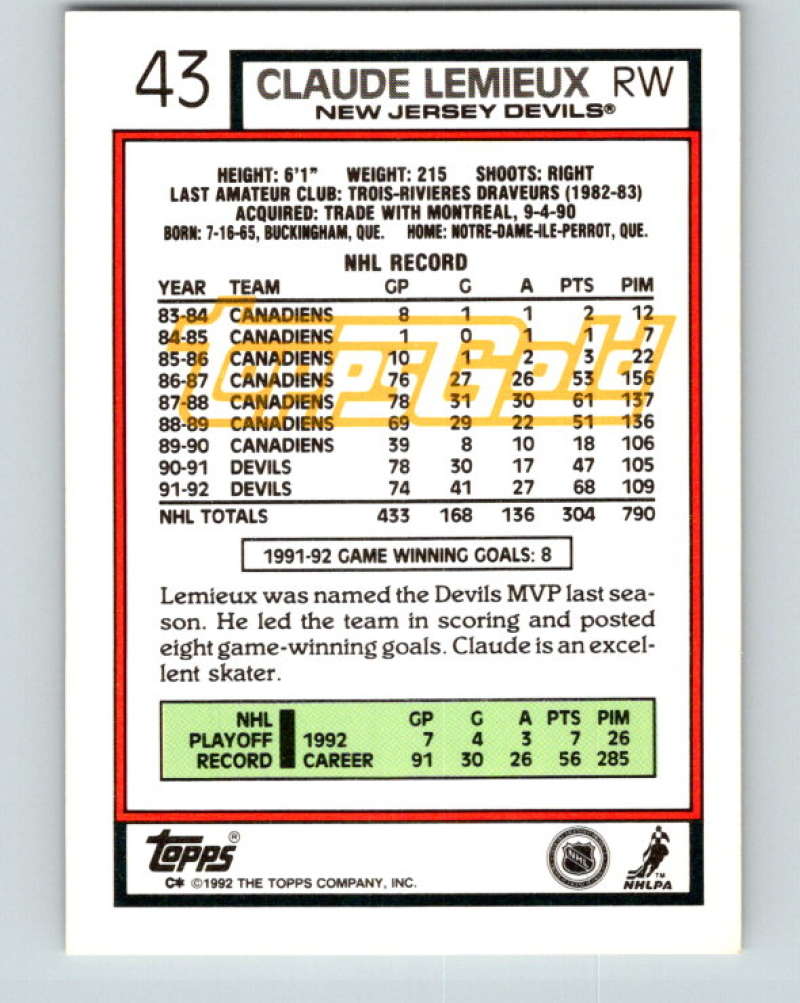 43 CLAUDE LEMIEUX RW
NEW JERSEY DEVILS®
HEIGHT: 6'1" WEIGHT: 215 SHOOTS: RIGHT
LAST AMATEUR CLUB: TROIS-RIVIERES DRAVEURS (1982-83)
ACQUIRED: TRADE WITH MONTREAL, 9-4-90
BORN: 7-16-65, BUCKINGHAM, QUE. HOME: NOTRE-DAME-ILE-PERROT, QUE.
NHL RECORD
YEAR TEAM GP G A PTS PIM
83-84 CANADIENS 8 1 1 2 12
84-85 CANADIENS 1 0 1 1 7
85-86 CANADIENS 10 1 2 3 22
86-87 CANADIENS 76 27 26 53 156
87-88 CANADIENS 78 31 30 61 137
88-89 CANADIENS 69 29 22 51 136
89-90 CANADIENS 39 8 10 18 106
90-91 DEVILS 78 30 17 47 105
91-92 DEVILS 74 41 27 68 109
NHL TOTALS 433 168 136 304 790
ToppsGold
1991-92 GAME WINNING GOALS: 8
Lemieux was named the Devils MVP last sea-
son. He led the team in scoring and posted
eight game-winning goals. Claude is an excel-
lent skater.
NHL GP G A PTS PIM
PLAYOFF 1992 7 4 3 7 26
RECORD CAREER 91 30 26 56 285
Topps®
C* ©1992 THE TOPPS COMPANY, INC.
NHL
TM
NHLPA